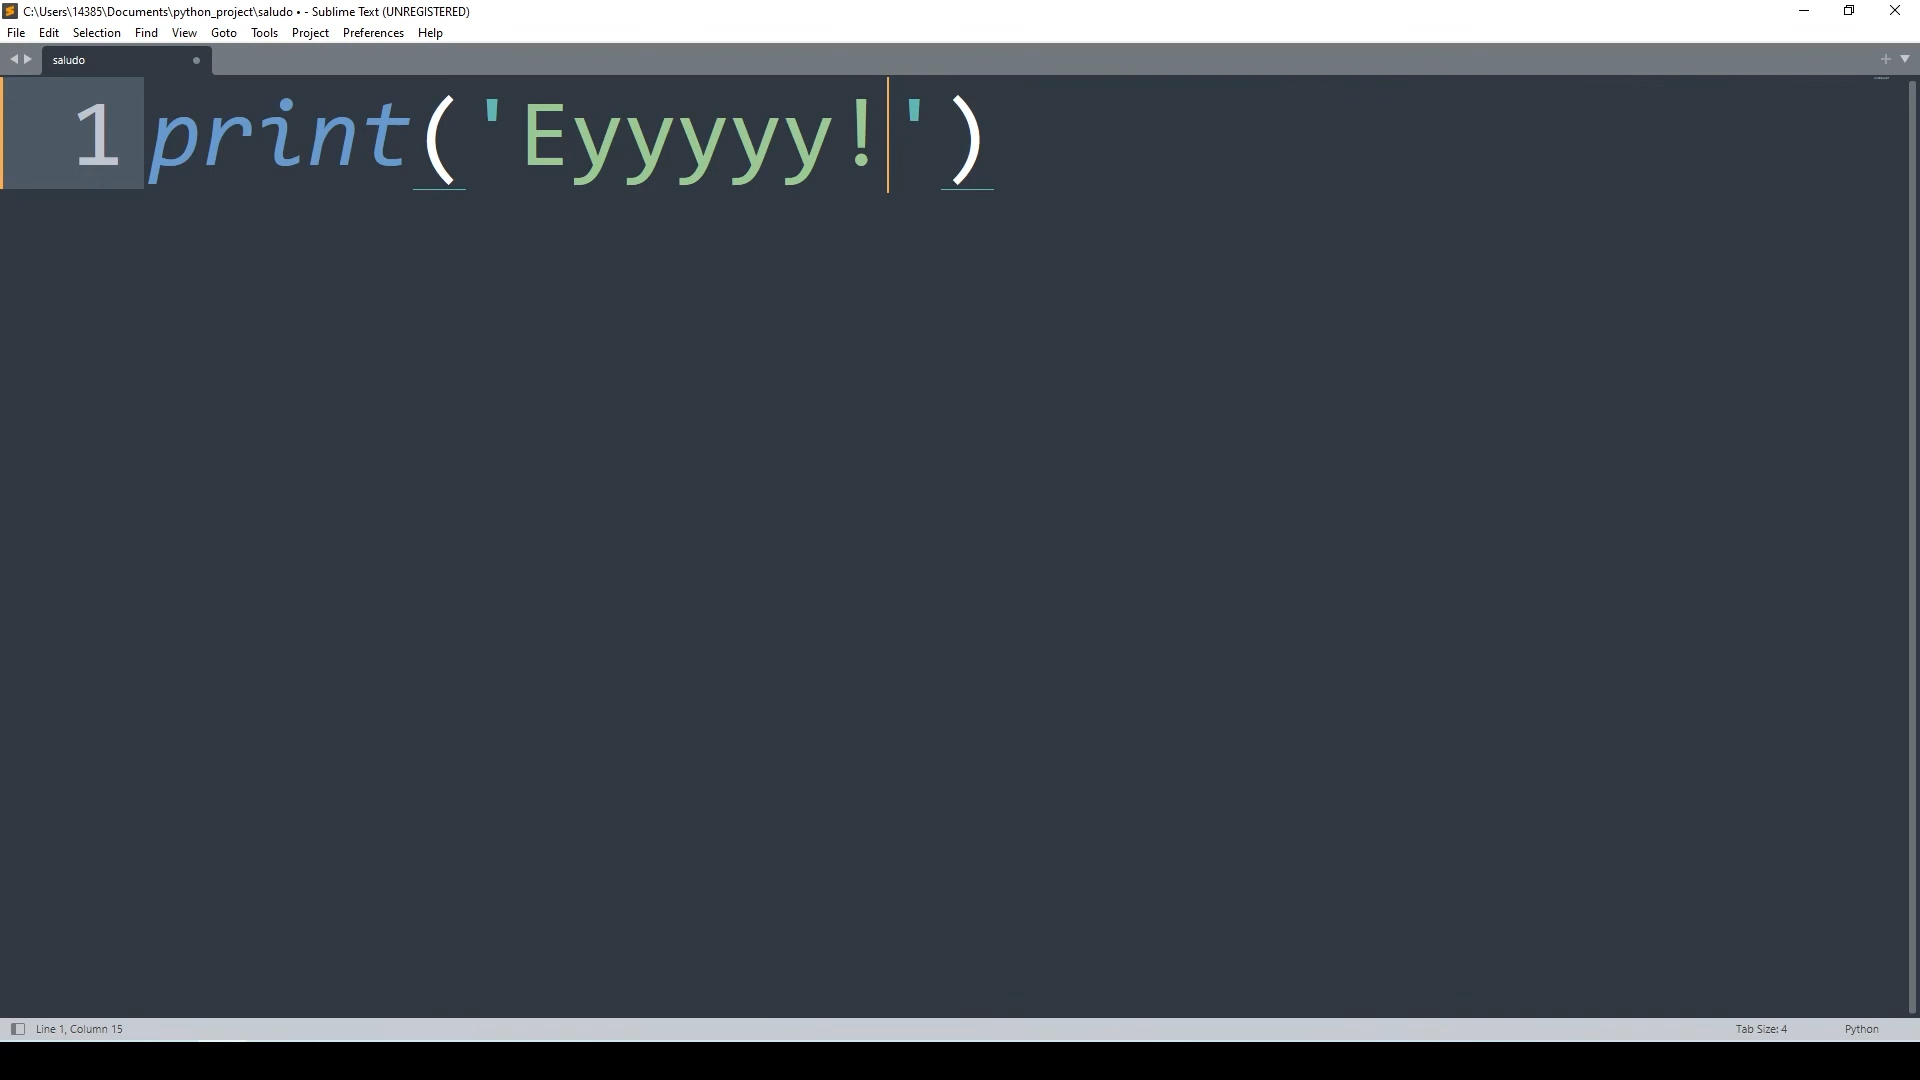 C:\Users\14385\Documents\python_project\saludo • - Sublime Text (UNREGISTERED)
File Edit Selection Find View Goto Tools Project Preferences Help
saludo
1 print('Eyyyyy!')
Line 1, Column 15 Tab Size: 4 Python